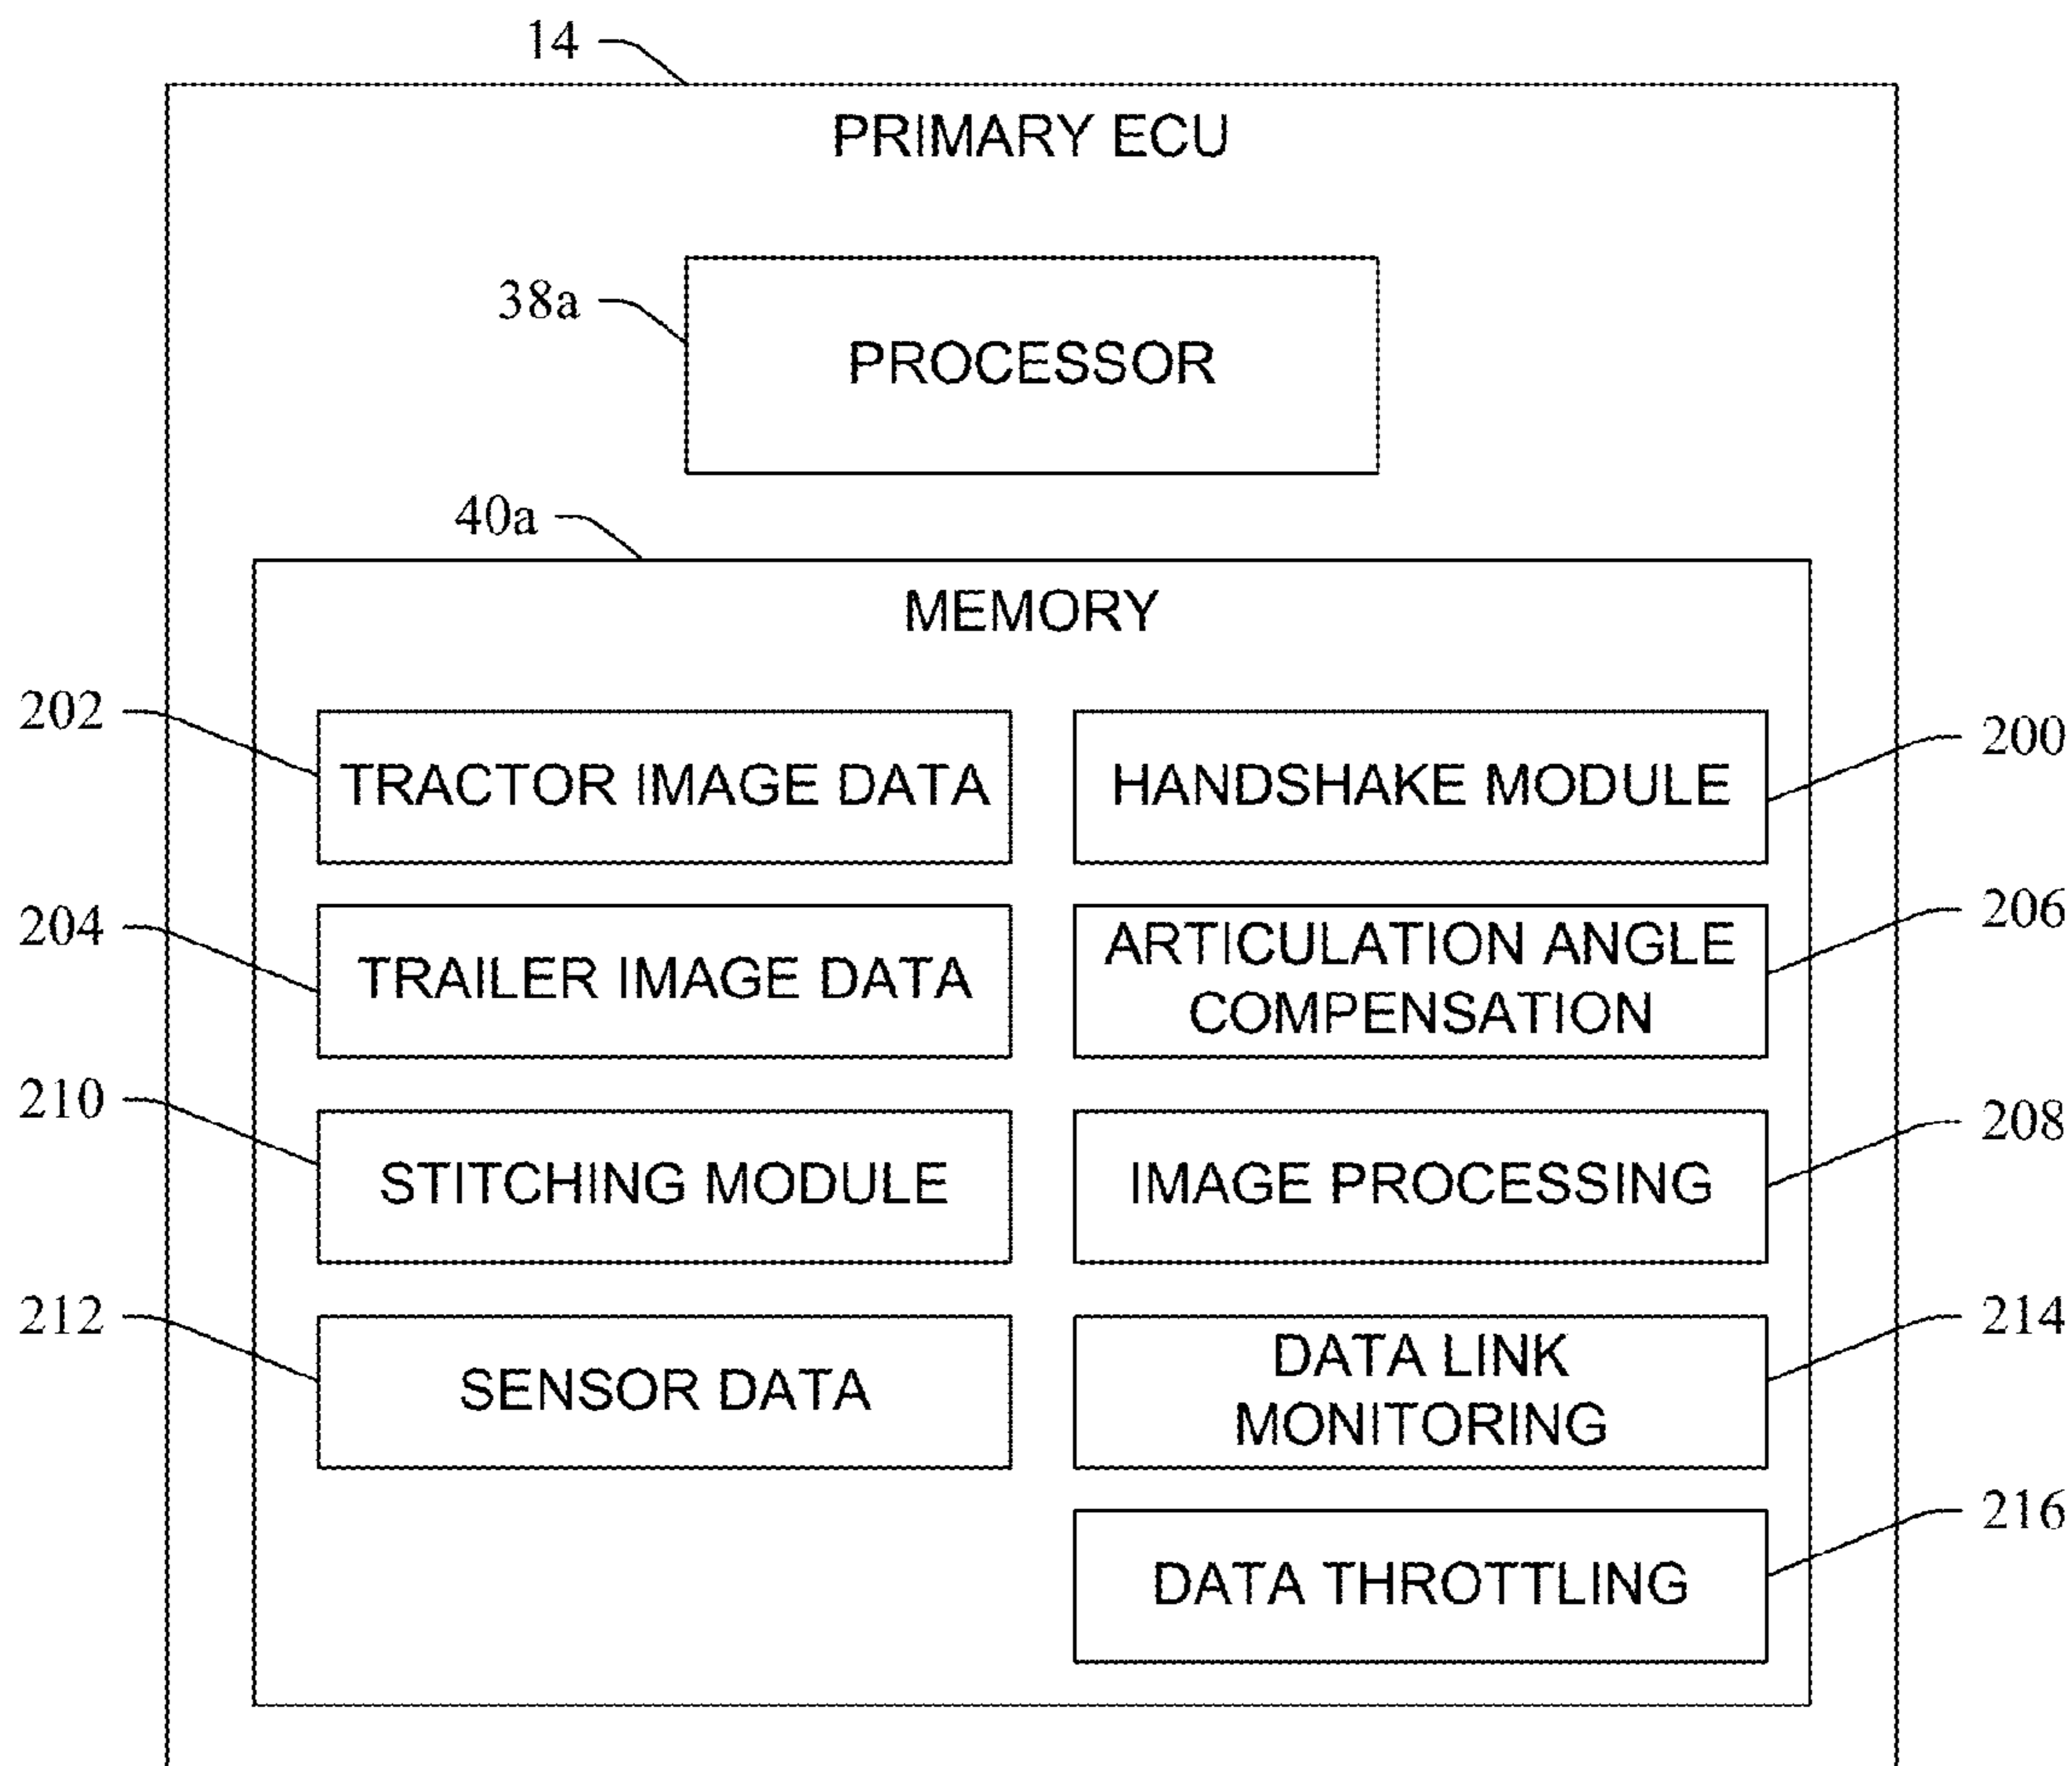 14
PRIMARY ECU
38a
PROCESSOR
40a
MEMORY
202
TRACTOR IMAGE DATA
HANDSHAKE MODULE
200
204
TRAILER IMAGE DATA
ARTICULATION ANGLE
COMPENSATION
206
210
STITCHING MODULE
IMAGE PROCESSING
208
212
SENSOR DATA
DATA LINK
MONITORING
214
DATA THROTTLING
216